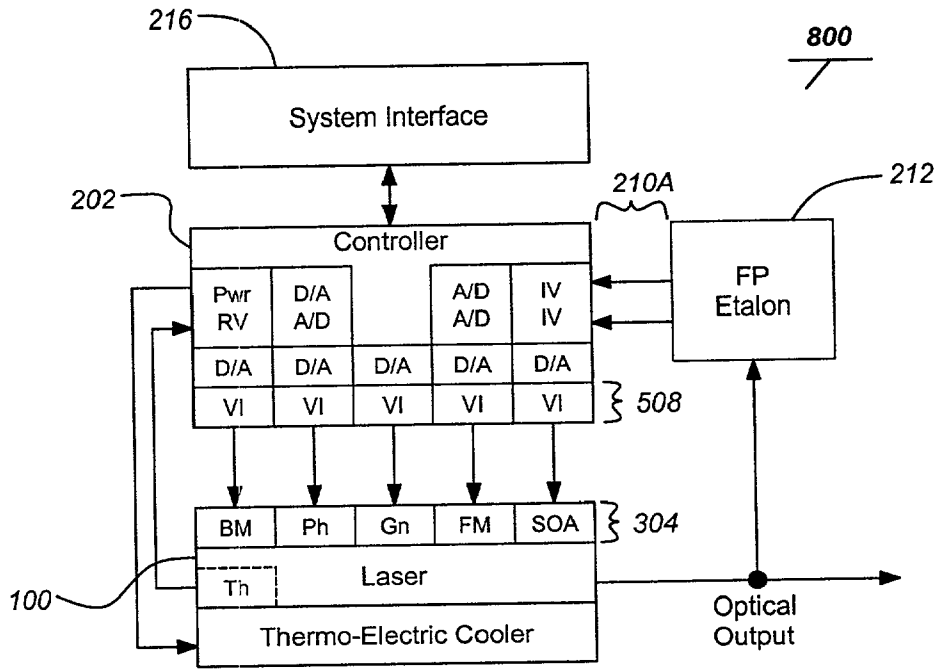 216
800
System Interface
202
210A
212
Controller
Pwr D/A A/D IV
RV A/D A/D IV
FP
Etalon
D/A D/A D/A D/A D/A
VI VI VI VI VI
508
BM Ph Gn FM SOA
304
Laser
100
Th
Thermo-Electric Cooler
Optical
Output